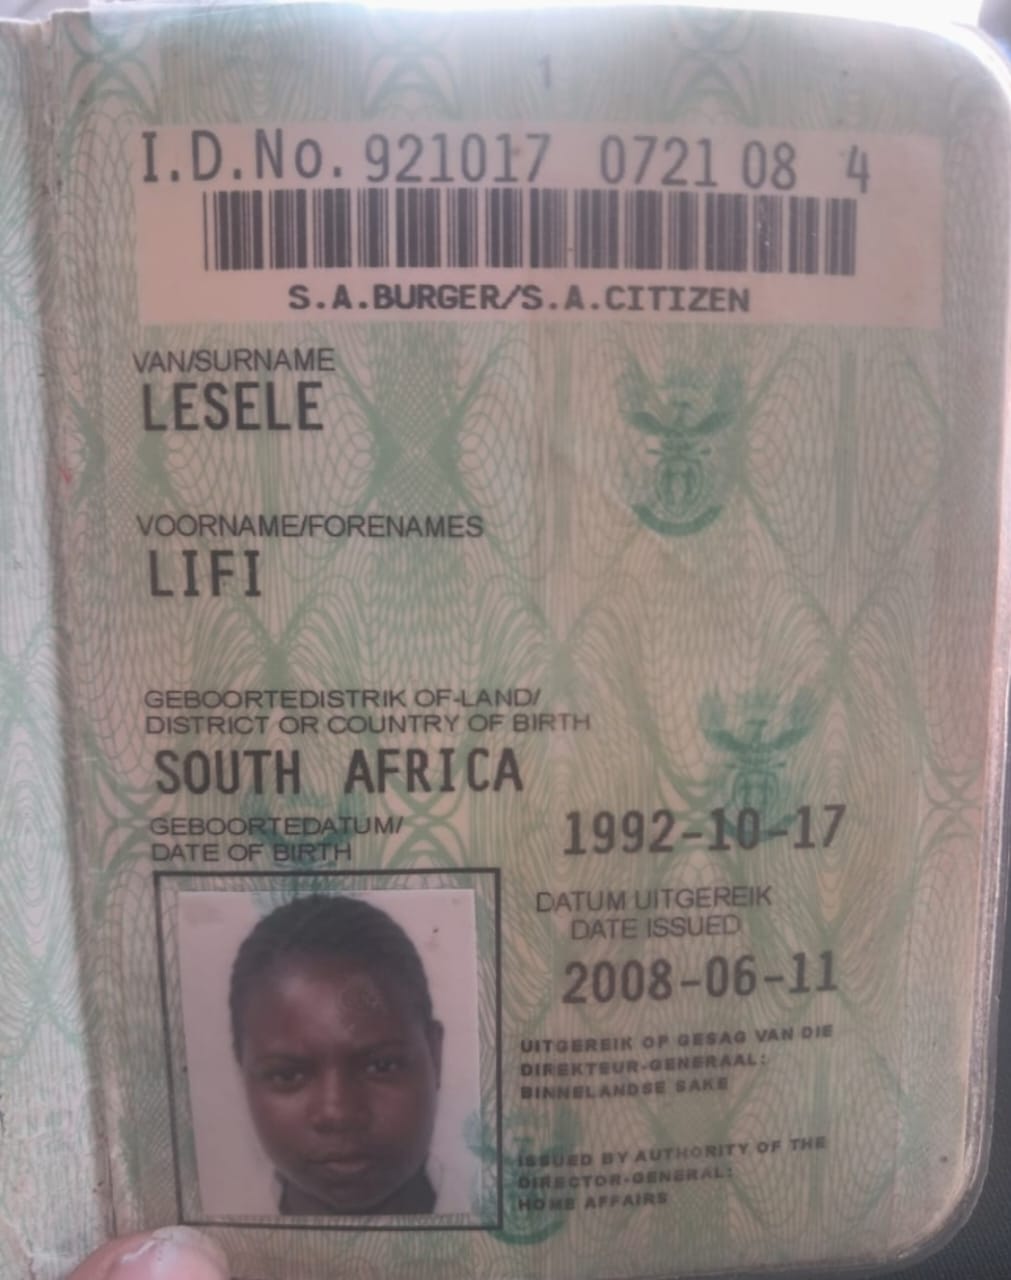 1
I.D.No. 921017 0721 08 4
S.A.BURGER/S.A.CITIZEN
VAN/SURNAME
LESELE
VOORNAME/FORENAMES
LIFI
GEBOORTEDISTRIK OF-LAND/
DISTRICT OR COUNTRY OF BIRTH
SOUTH AFRICA
GEBOORTEDATUM/
DATE OF BIRTH
1992-10-17
DATUM UITGEREIK
DATE ISSUED
2008-06-11
UITGEREIK OP GESAG VAN DIE
DIREKTEUR-GENERAAL:
BINNELANDSE SAKE
ISSUED BY AUTHORITY OF THE
DIRECTOR-GENERAL:
HOME AFFAIRS